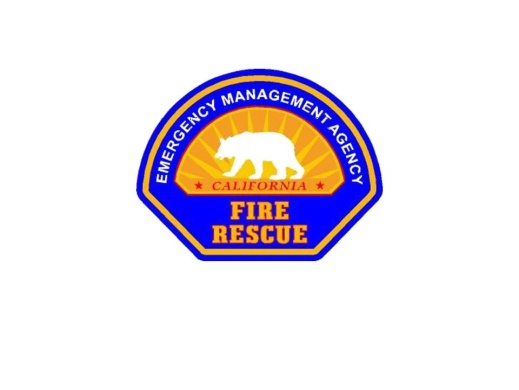 EMERGENCY MANAGEMENT AGENCY
CALIFORNIA
FIRE
RESCUE